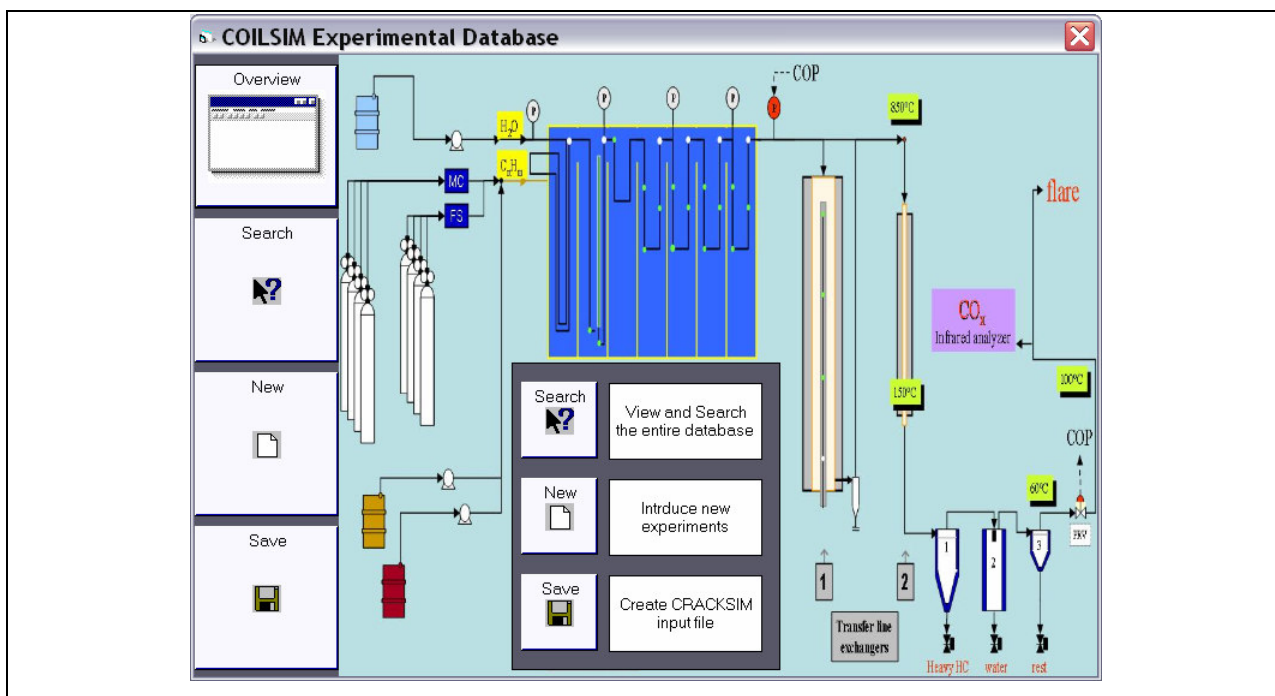 COILSIM Experimental Database
Overview
Search
New
Save
COP
P
P
P
P
P
H₂O
CnHm
MC
FS
850°C
flare
COx
Infrared analyzer
150°C
100°C
COP
60°C
PRV
Search
View and Search
the entire database
New
Intrduce new
experiments
Save
Create CRACKSIM
input file
1
2
Transfer line
exchangers
1
2
3
Heavy HC
water
rest